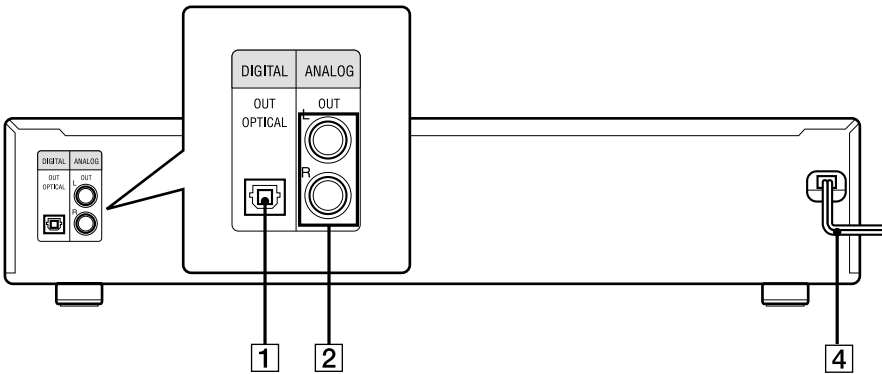 DIGITAL ANALOG
OUT OUT
OPTICAL
L
R
DIGITAL ANALOG
OUT OUT
OPTICAL
L
R
1 2 4